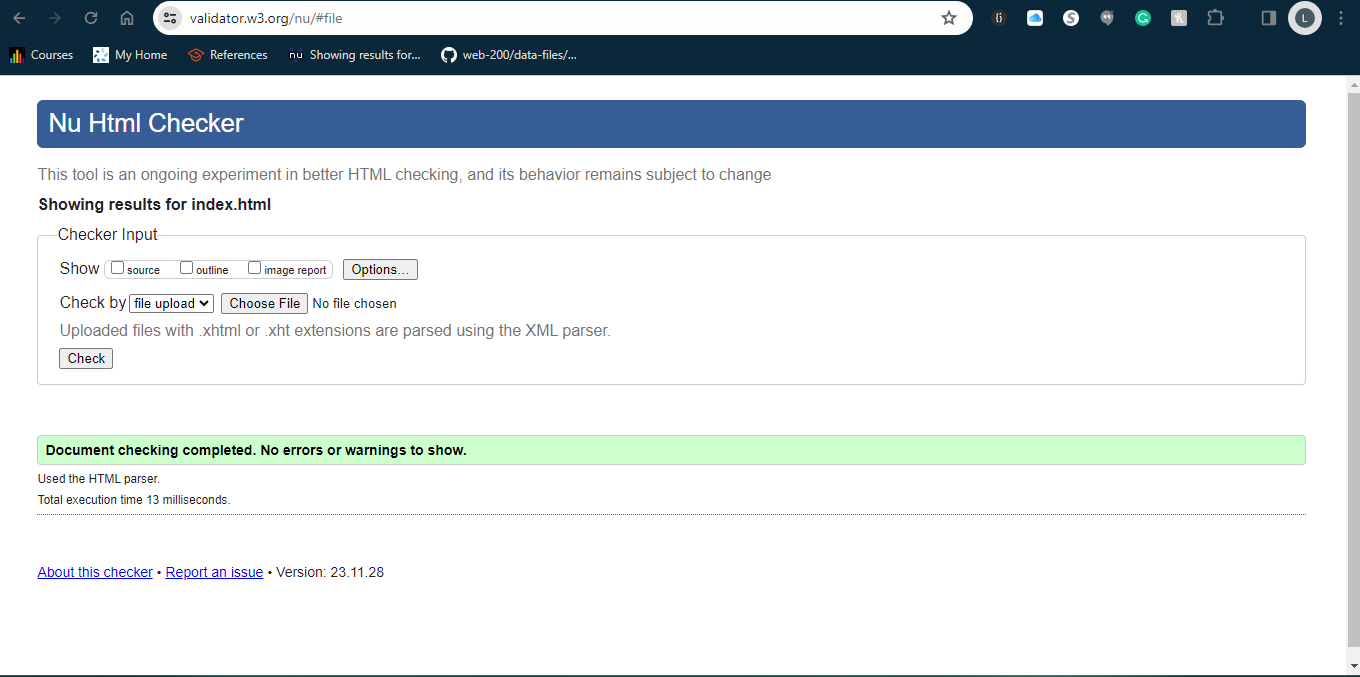 validator.w3.org/nu/#file
Courses My Home References nu Showing results for... web-200/data-files/...
Nu Html Checker
This tool is an ongoing experiment in better HTML checking, and its behavior remains subject to change
Showing results for index.html
Checker Input
Show source outline image report Options...
Check by file upload Choose File No file chosen
Uploaded files with .xhtml or .xht extensions are parsed using the XML parser.
Check
Document checking completed. No errors or warnings to show.
Used the HTML parser.
Total execution time 13 milliseconds.
About this checker • Report an issue • Version: 23.11.28